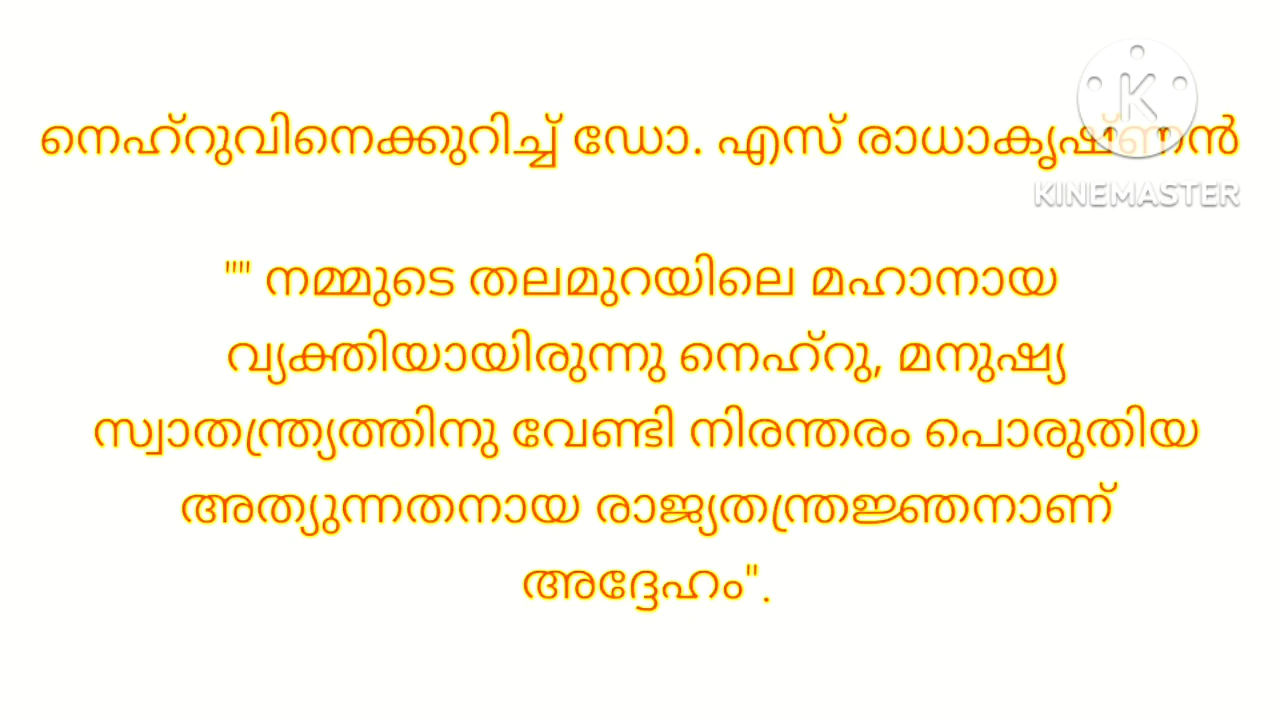 നെഹ്റുവിനെക്കുറിച്ച് ഡോ. എസ് രാധാകൃഷ്ണൻ
KINEMASTER
"" നമ്മുടെ തലമുറയിലെ മഹാനായ
വ്യക്തിയായിരുന്നു നെഹ്റു, മനുഷ്യ
സ്വാതന്ത്ര്യത്തിനു വേണ്ടി നിരന്തരം പൊരുതിയ
അത്യുന്നതനായ രാജ്യതന്ത്രജ്ഞനാണ്
അദ്ദേഹം".